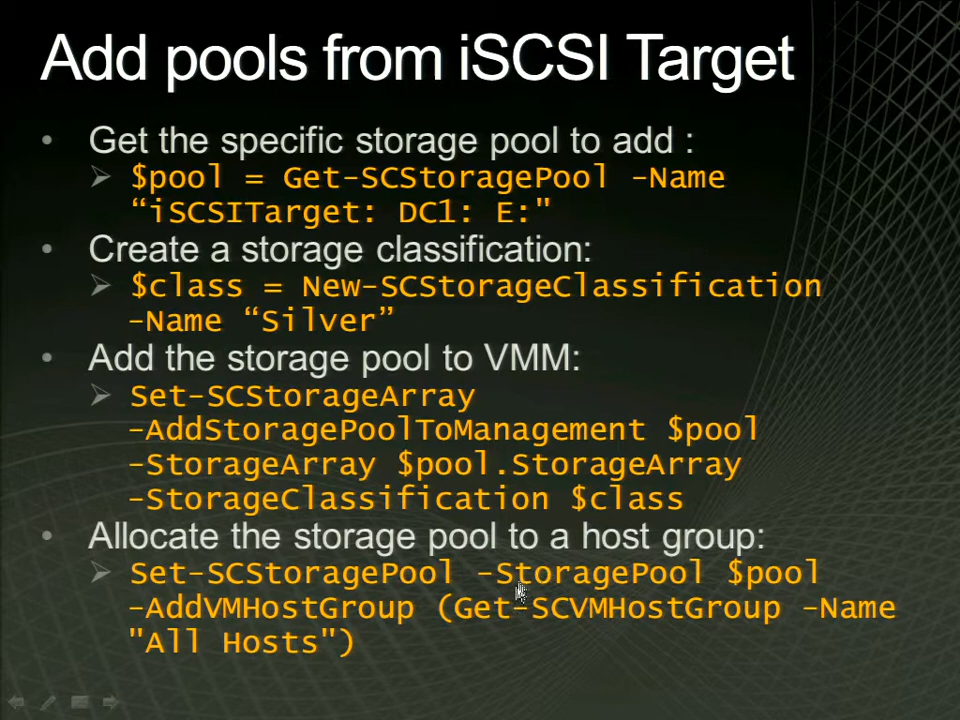 Add pools from iSCSI Target
• Get the specific storage pool to add :
➢ $pool = Get-SCStoragePool -Name
“iSCSITarget: DC1: E:"
• Create a storage classification:
➢ $class = New-SCStorageClassification
-Name “Silver”
• Add the storage pool to VMM:
➢ Set-SCStorageArray
-AddStoragePoolToManagement $pool
-StorageArray $pool.StorageArray
-StorageClassification $class
• Allocate the storage pool to a host group:
➢ Set-SCStoragePool -StoragePool $pool
-AddVMHostGroup (Get-SCVMHostGroup -Name
"All Hosts")